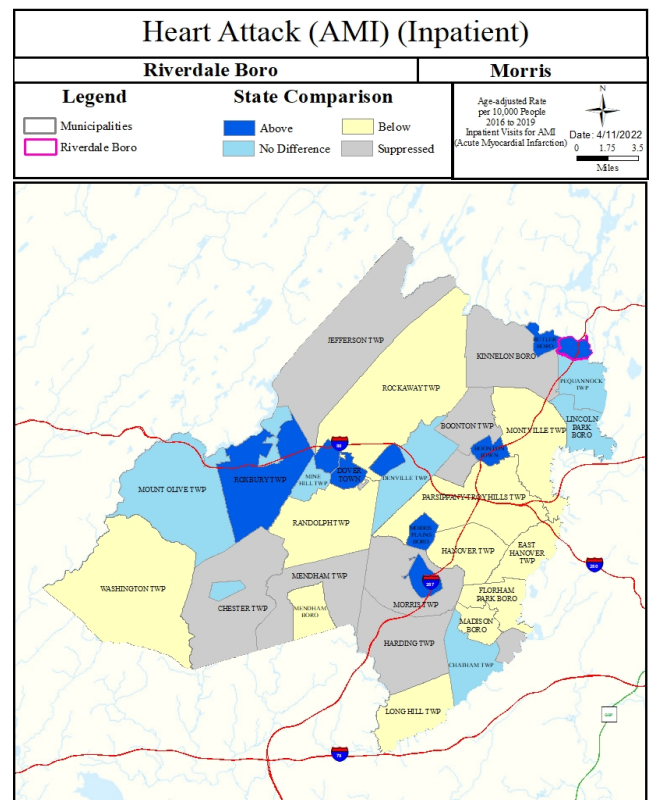 Heart Attack (AMI) (Inpatient)
Riverdale Boro
Morris
Legend
Municipalities
Riverdale Boro
State Comparison
Above
Below
No Difference
Suppressed
Age-adjusted Rate
per 10,000 People
2016 to 2019
Inpatient Visits for AMI
(Acute Myocardial Infarction)
N
Date: 4/11/2022
0 1.75 3.5
Miles
JEFFERSON TWP
BUTLER BORO
KINNELON BORO
ROCKAWAY TWP
PEQUANNOCK
TWP
BOONTON TWP
MONTVILLE TWP
LINCOLN
PARK
BORO
80
BOONTON
TOWN
MOUNT OLIVE TWP
ROXBURY TWP
MINE
HILL TWP
DOVER
TOWN
DENVILLE TWP
PARSIPPANY-TROY HILLS TWP
RANDOLPH TWP
MORRIS
PLAINS
BORO
HANOVER TWP
EAST
HANOVER
TWP
280
WASHINGTON TWP
MENDHAM TWP
287
CHESTER TWP
MENDHAM
BORO
MORRIS TWP
FLORHAM
PARK BORO
MADISON
BORO
HARDING TWP
CHATHAM TWP
LONG HILL TWP
GSP
78